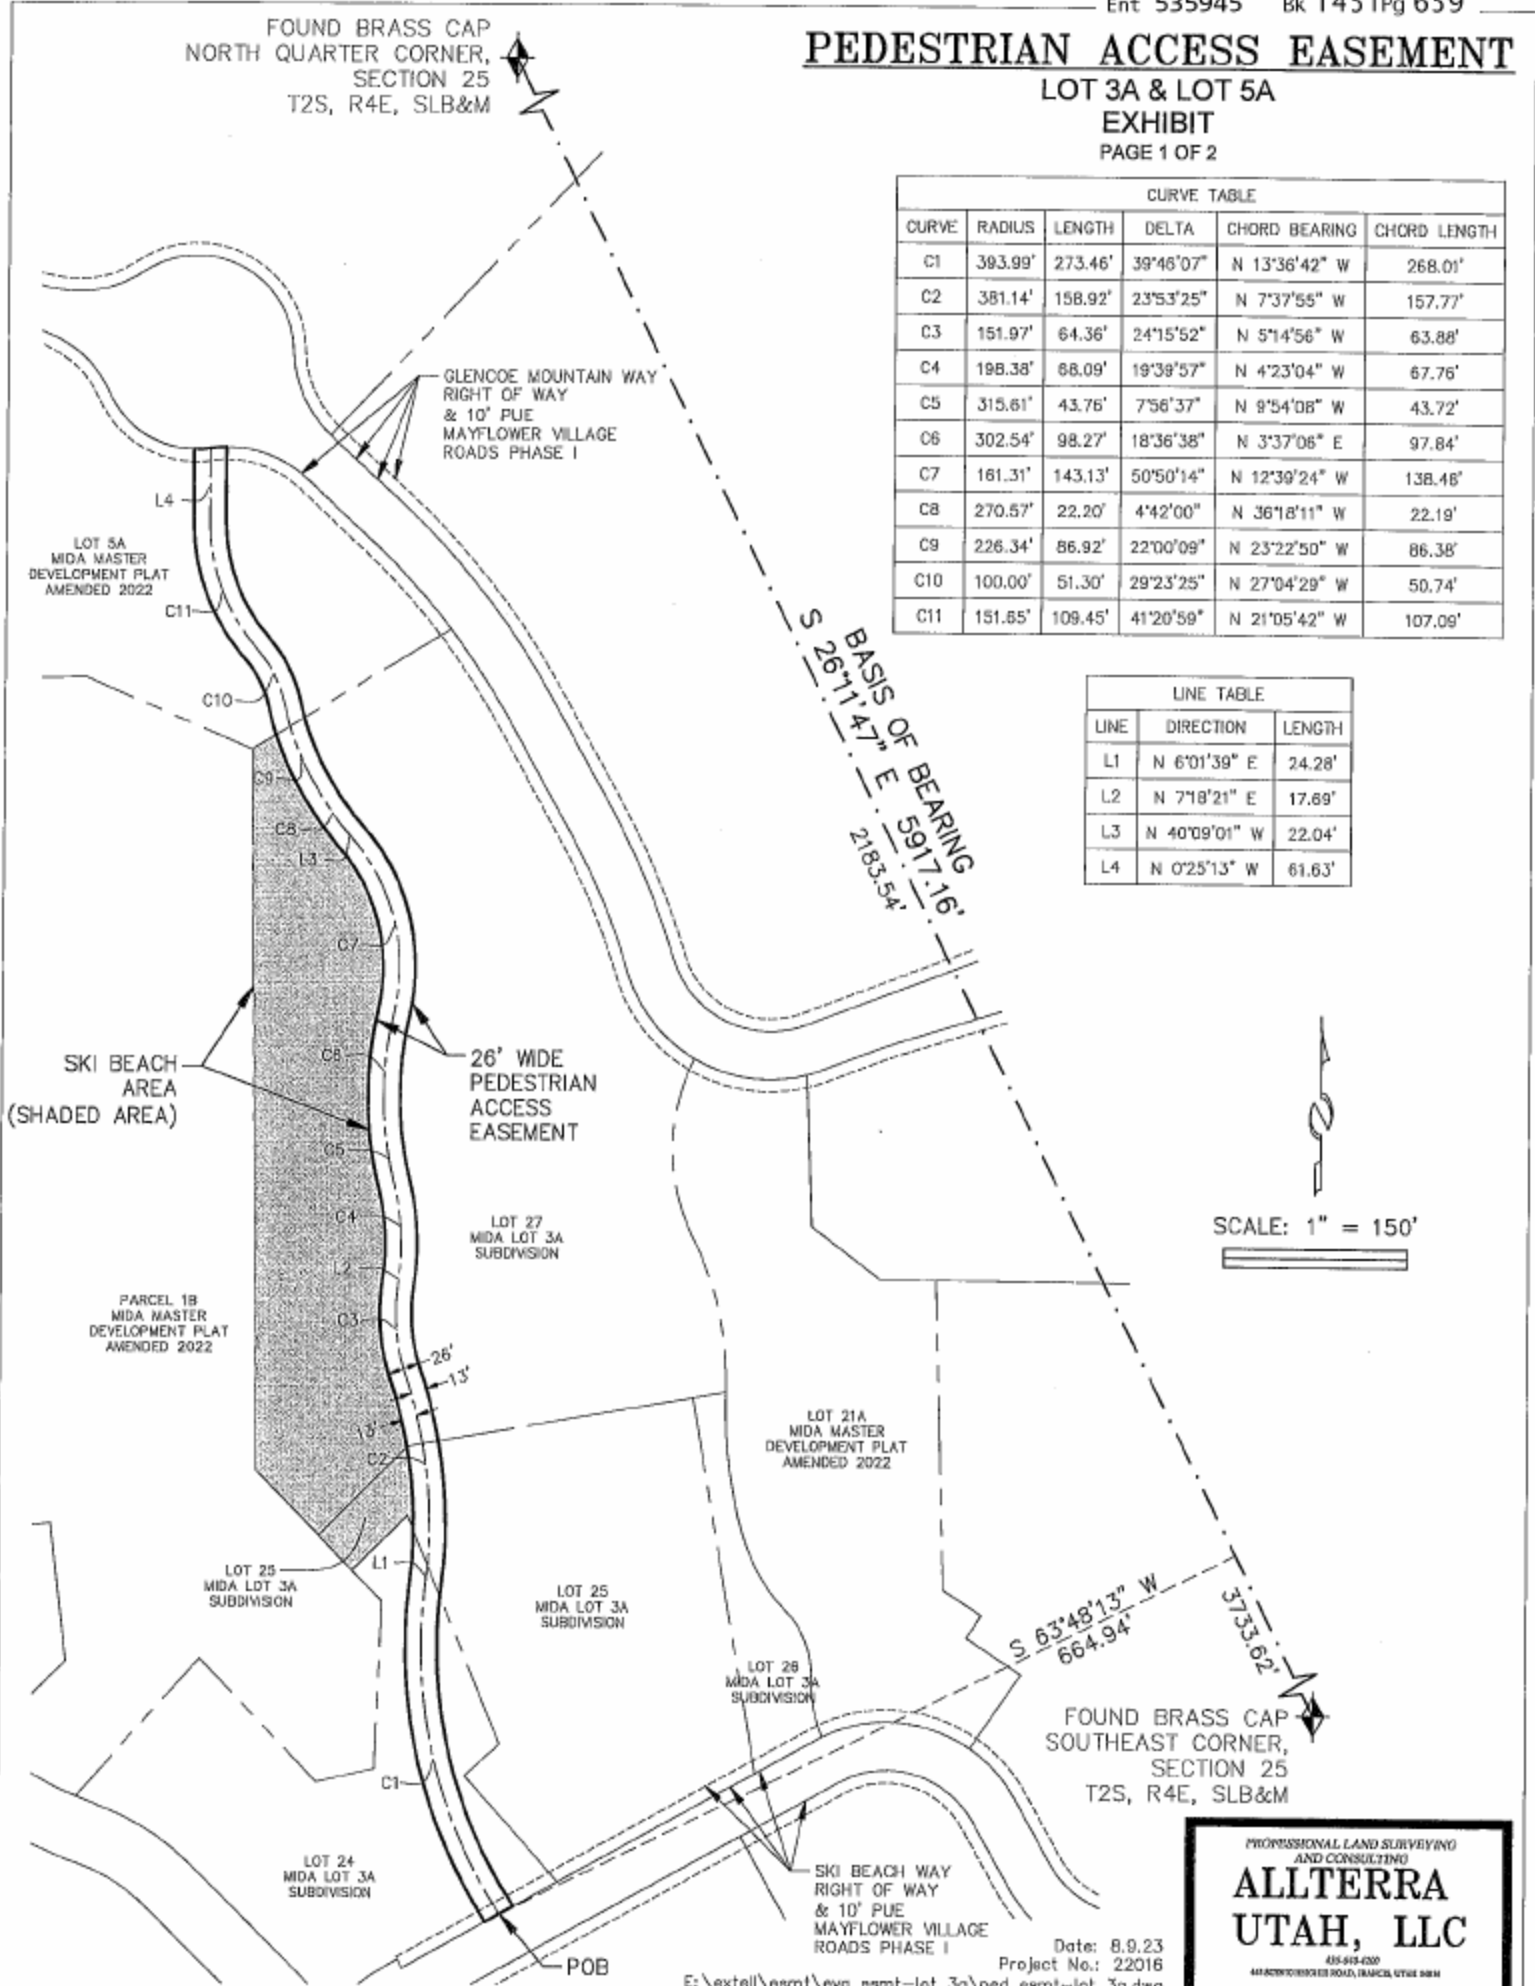 Ent 535945 Bk 1451Pg 659
PEDESTRIAN ACCESS EASEMENT
LOT 3A & LOT 5A
EXHIBIT
PAGE 1 OF 2
FOUND BRASS CAP
NORTH QUARTER CORNER,
SECTION 25
T2S, R4E, SLB&M
CURVE TABLE
CURVE RADIUS LENGTH DELTA CHORD BEARING CHORD LENGTH
C1 393.99' 273.46' 39°46'07" N 13°36'42" W 268.01'
C2 381.14' 158.92' 23°53'25" N 7°37'55" W 157.77'
C3 151.97' 64.36' 24°15'52" N 5°14'56" W 63.88'
C4 198.38' 68.09' 19°39'57" N 4°23'04" W 67.76'
C5 315.61' 43.76' 7°56'37" N 9°54'08" W 43.72'
C6 302.54' 98.27' 18°36'38" N 3°37'06" E 97.84'
C7 161.31' 143.13' 50°50'14" N 12°39'24" W 138.48'
C8 270.57' 22.20' 4°42'00" N 36°18'11" W 22.19'
C9 226.34' 86.92' 22°00'09" N 23°22'50" W 86.38'
C10 100.00' 51.30' 29°23'25" N 27°04'29" W 50.74'
C11 151.65' 109.45' 41°20'59" N 21°05'42" W 107.09'
LINE TABLE
LINE DIRECTION LENGTH
L1 N 6°01'39" E 24.28'
L2 N 7°18'21" E 17.69'
L3 N 40°09'01" W 22.04'
L4 N 0°25'13" W 61.63'
GLENCOE MOUNTAIN WAY
RIGHT OF WAY
& 10' PUE
MAYFLOWER VILLAGE
ROADS PHASE I
L4
LOT 5A
MIDA MASTER
DEVELOPMENT PLAT
AMENDED 2022
C11
C10
BASIS OF BEARING
S 26°11'47" E 5917.16'
2183.54'
C9
C8
L3
C7
SKI BEACH
AREA
(SHADED AREA)
26' WIDE
PEDESTRIAN
ACCESS
EASEMENT
C6
C5
C4
L2
C3
LOT 27
MIDA LOT 3A
SUBDIVISION
SCALE: 1" = 150'
PARCEL 1B
MIDA MASTER
DEVELOPMENT PLAT
AMENDED 2022
26'
13'
13'
C2
LOT 21A
MIDA MASTER
DEVELOPMENT PLAT
AMENDED 2022
L1
LOT 25
MIDA LOT 3A
SUBDIVISION
LOT 25
MIDA LOT 3A
SUBDIVISION
S 63°48'13" W
664.94'
3733.62'
LOT 26
MIDA LOT 3A
SUBDIVISION
FOUND BRASS CAP
SOUTHEAST CORNER,
SECTION 25
T2S, R4E, SLB&M
C1
LOT 24
MIDA LOT 3A
SUBDIVISION
SKI BEACH WAY
RIGHT OF WAY
& 10' PUE
MAYFLOWER VILLAGE
ROADS PHASE I
POB
PROFESSIONAL LAND SURVEYING
AND CONSULTING
ALLTERRA
UTAH, LLC
Date: 8.9.23
Project No.: 22016